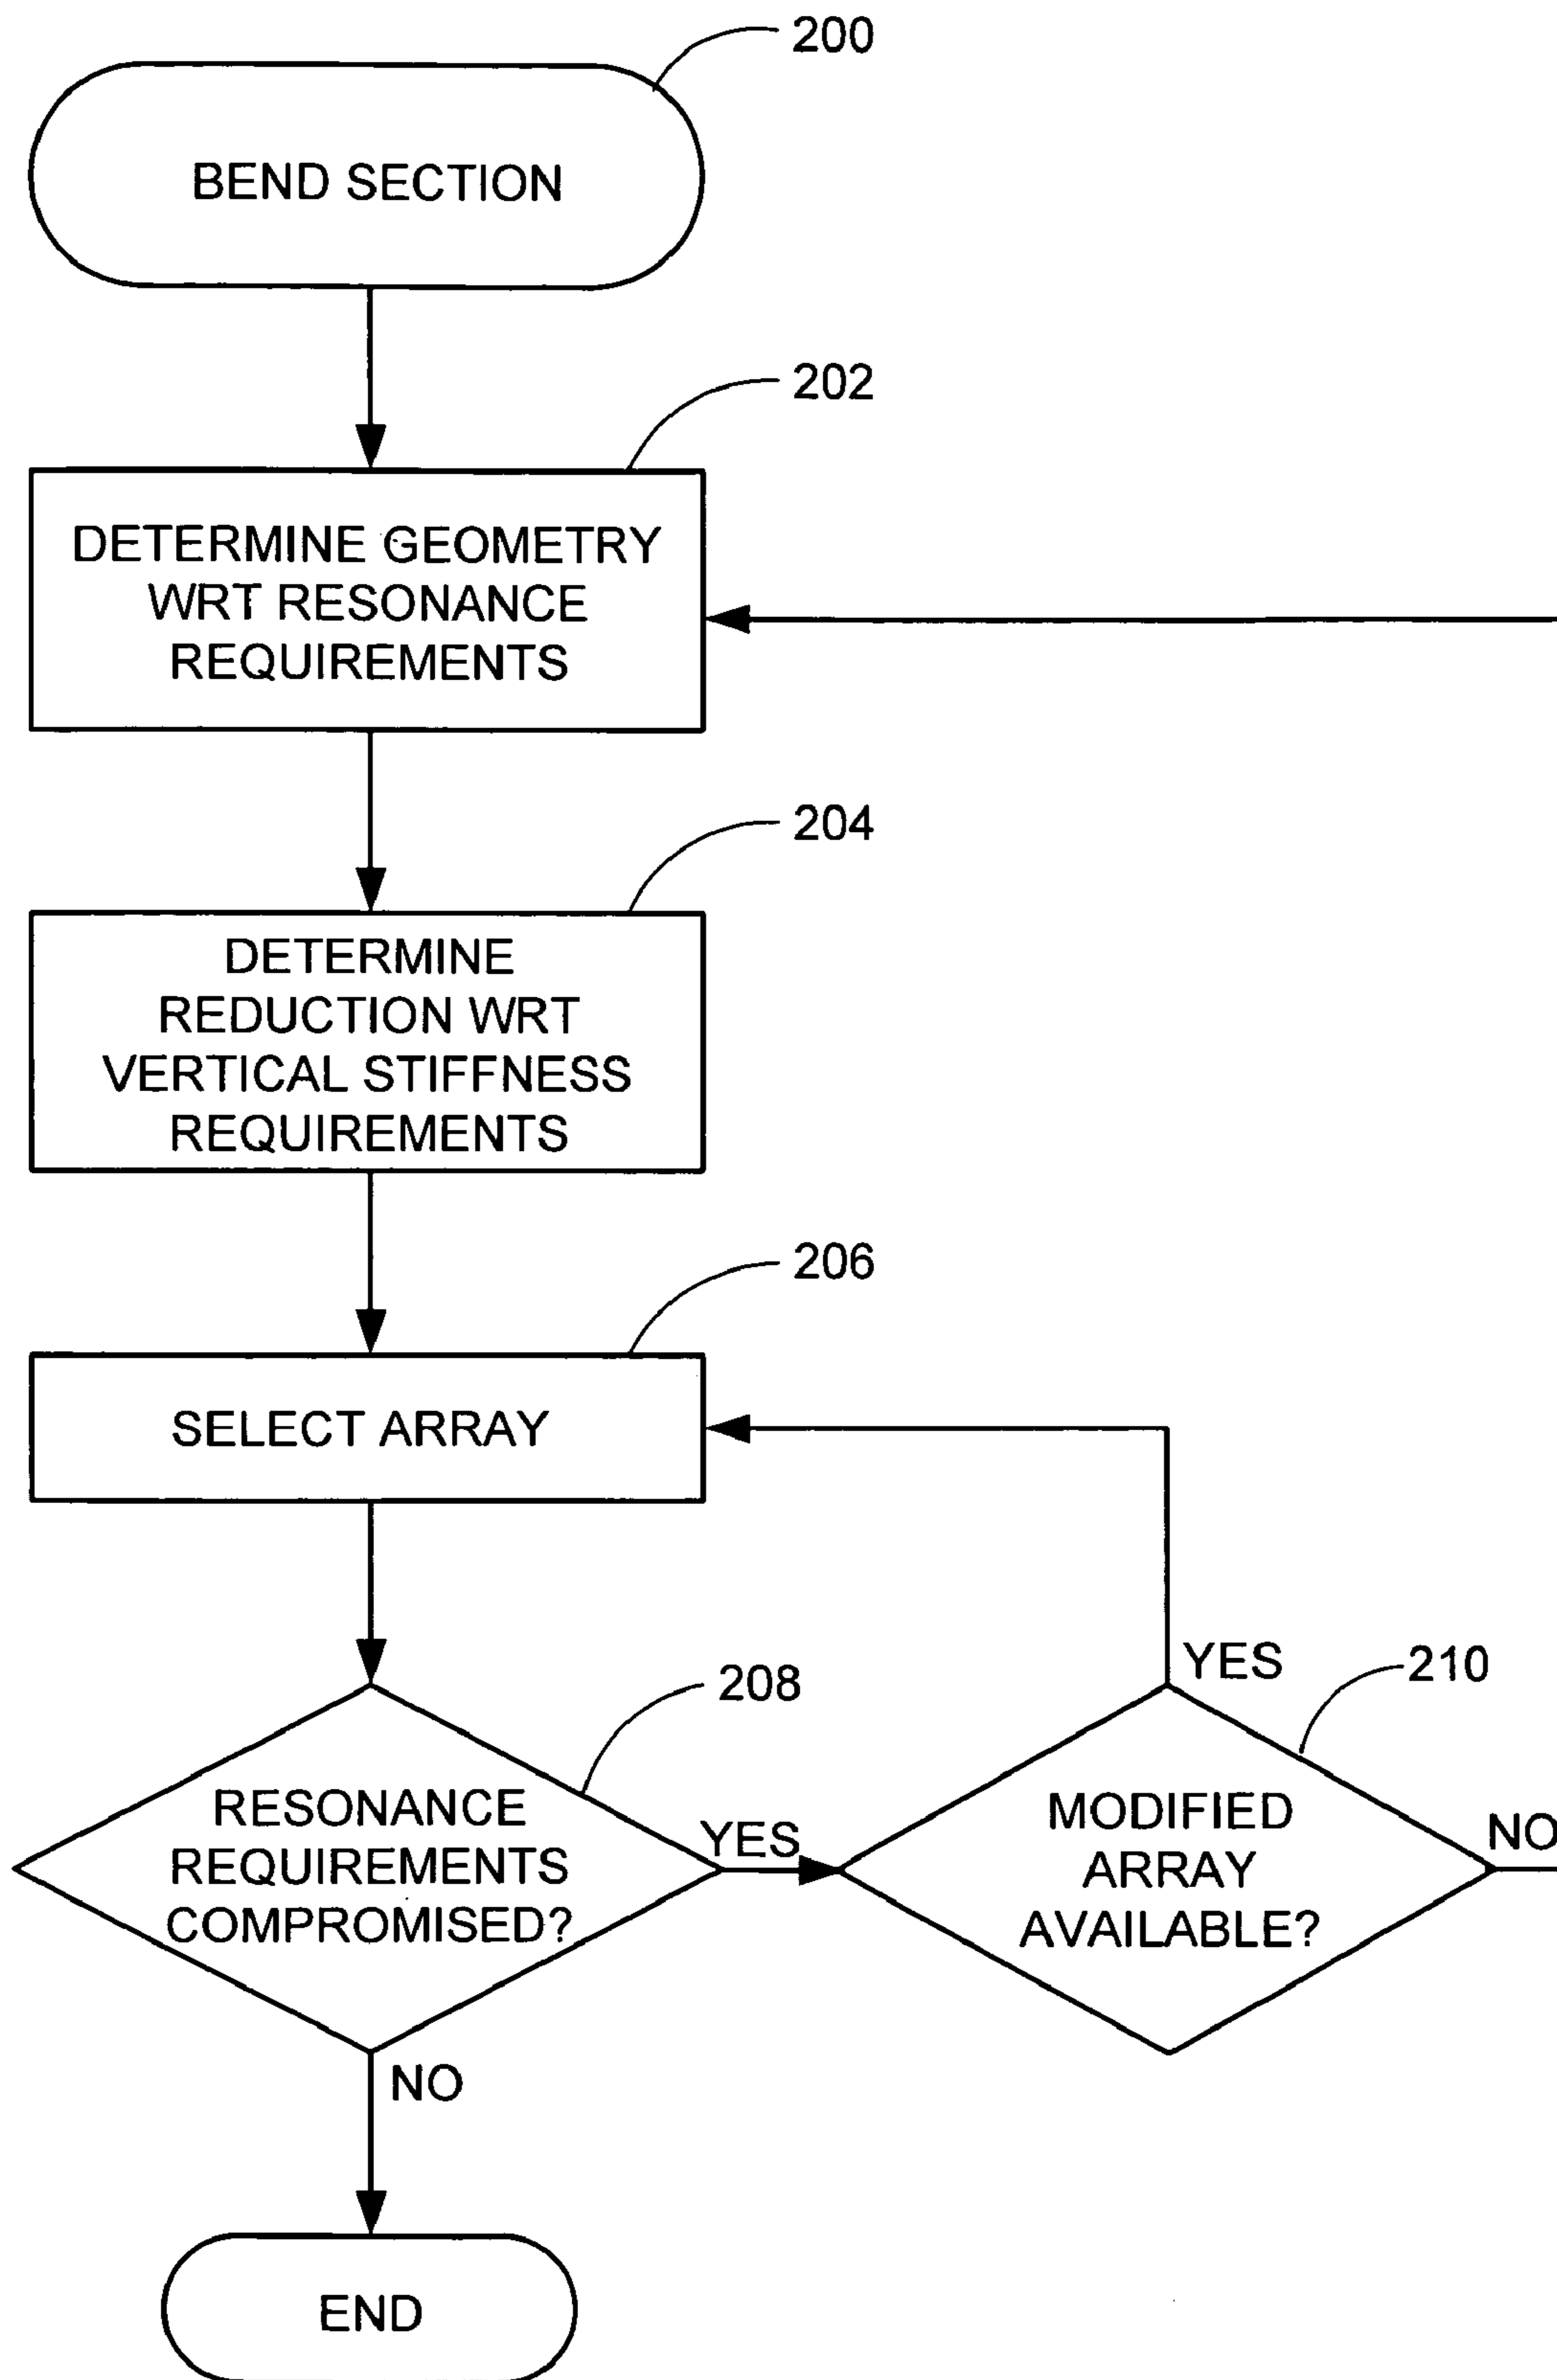 200
BEND SECTION
202
DETERMINE GEOMETRY
WRT RESONANCE
REQUIREMENTS
204
DETERMINE
REDUCTION WRT
VERTICAL STIFFNESS
REQUIREMENTS
206
SELECT ARRAY
208
RESONANCE
REQUIREMENTS
COMPROMISED?
YES
NO
210
YES
MODIFIED
ARRAY
AVAILABLE?
NO
END